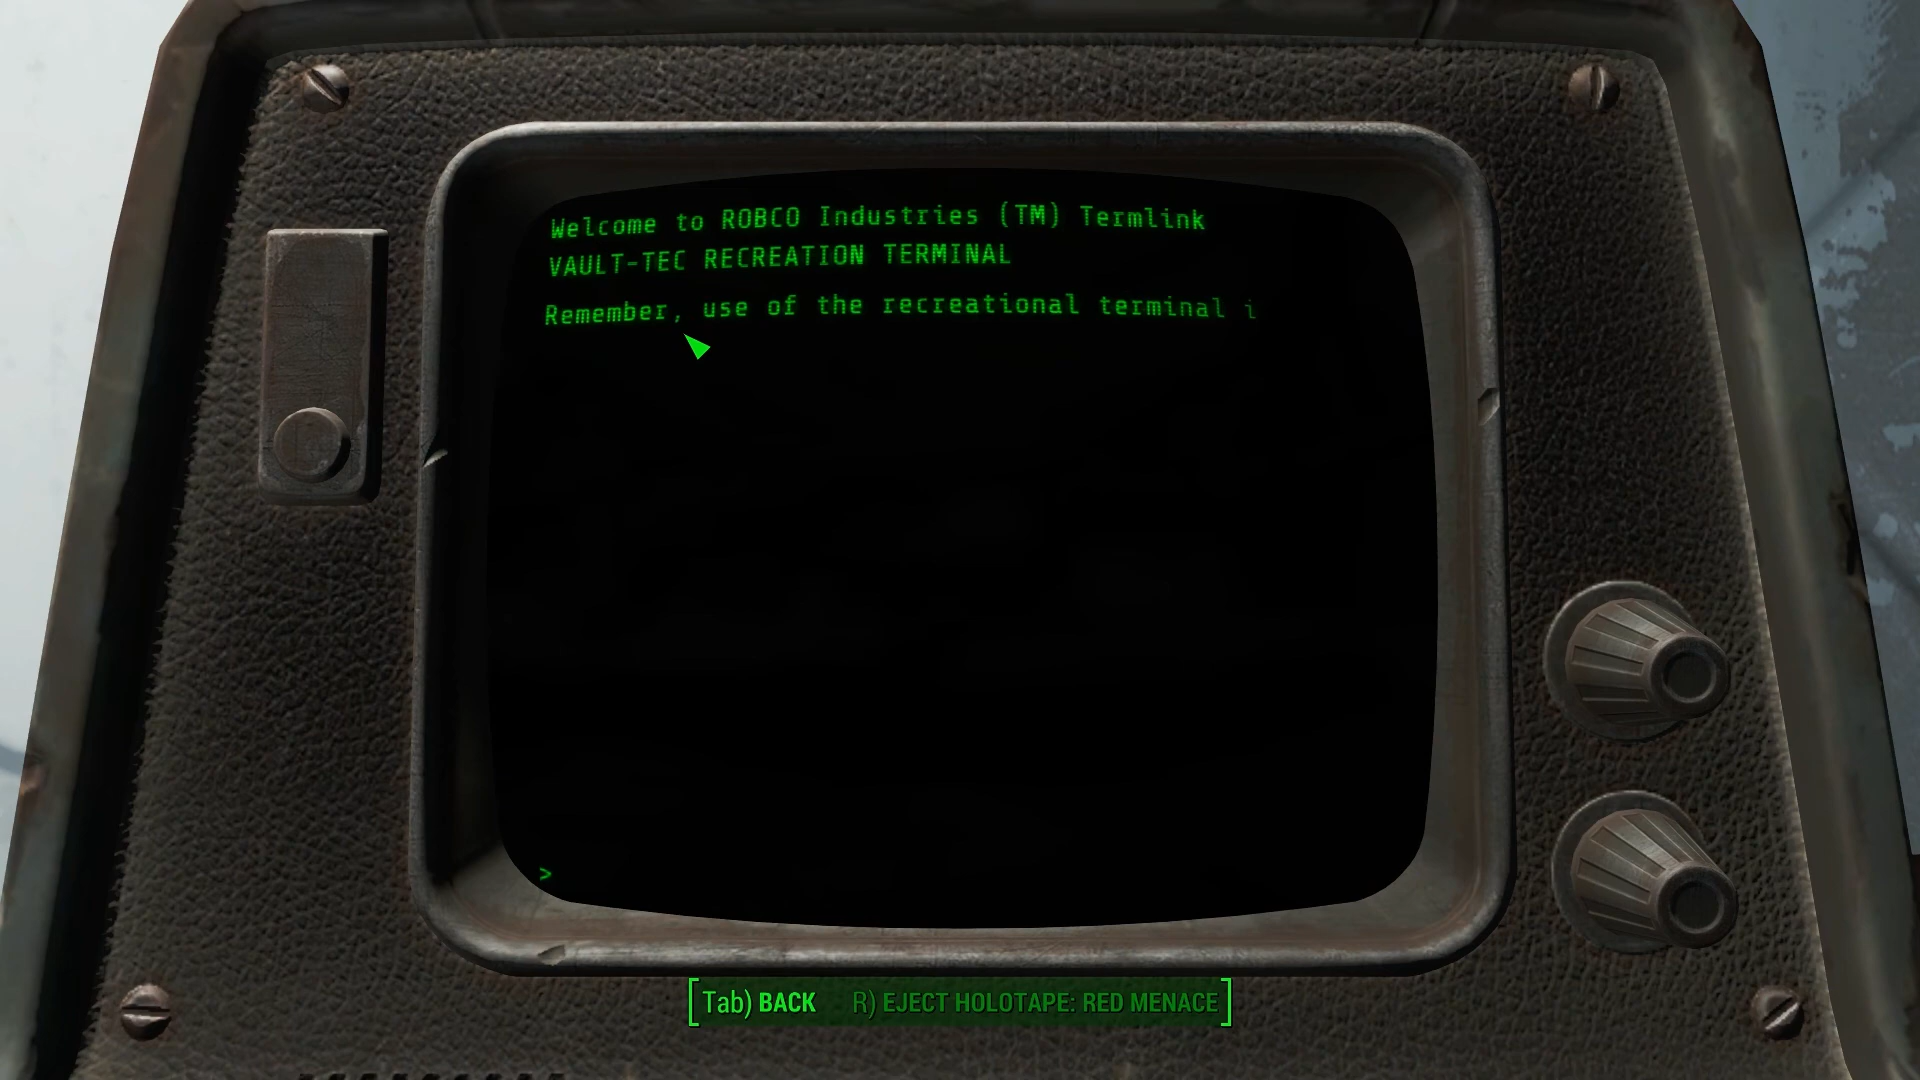 Welcome to ROBCO Industries (TM) Termlink
VAULT-TEC RECREATION TERMINAL
Remember, use of the recreational terminal i
>
Tab) BACK R) EJECT HOLOTAPE: RED MENACE